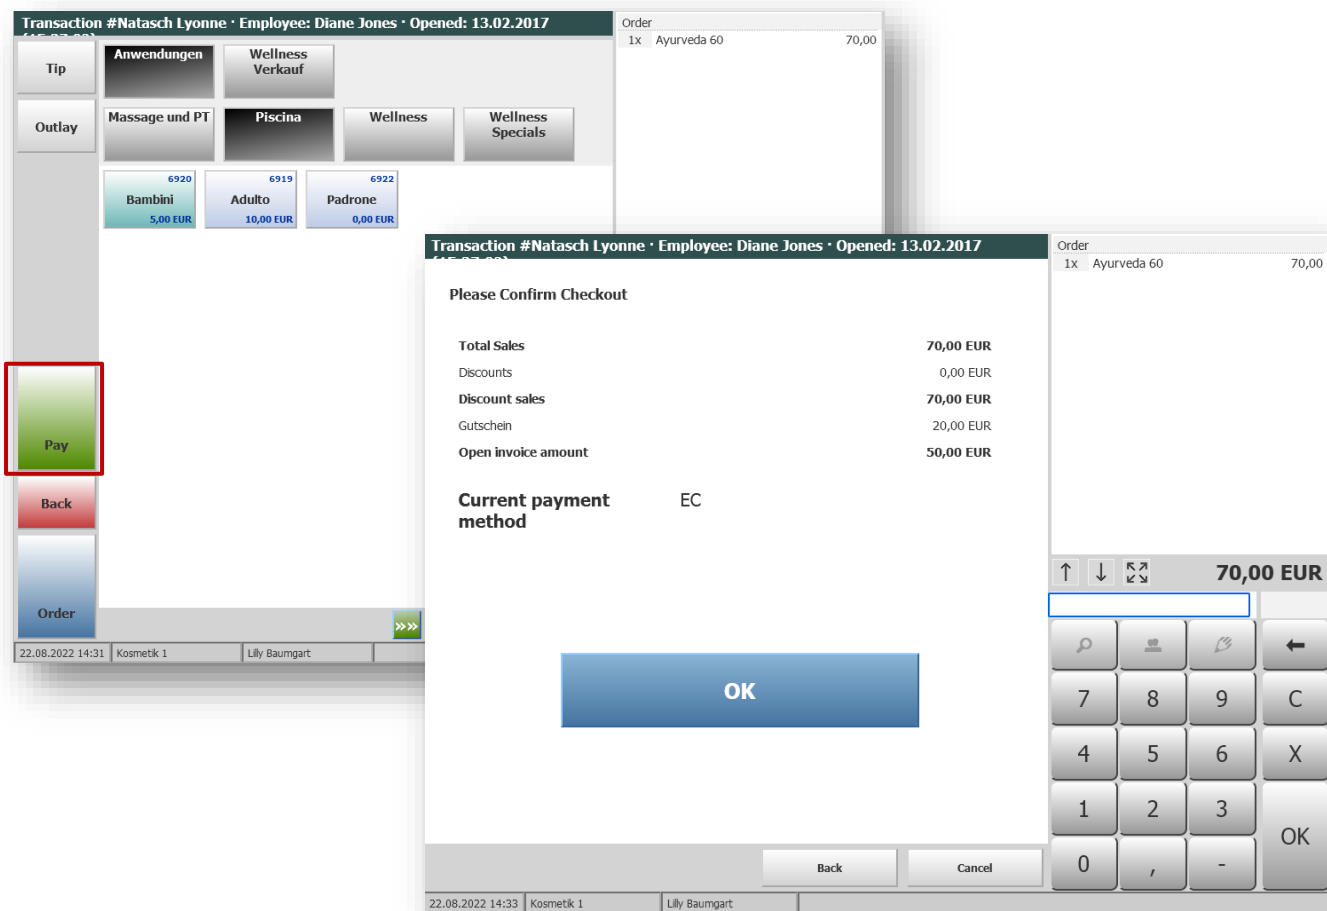 Transaction #Natasch Lyonne · Employee: Diane Jones · Opened: 13.02.2017
Tip
Outlay
Anwendungen
Wellness
Verkauf
Massage und PT
Piscina
Wellness
Wellness
Specials
6920
Bambini
5,00 EUR
6919
Adulto
10,00 EUR
6922
Padrone
0,00 EUR
Order
1x Ayurveda 60 70,00
Pay
Back
Order
»»
22.08.2022 14:31 Kosmetik 1 Lilly Baumgart
Transaction #Natasch Lyonne · Employee: Diane Jones · Opened: 13.02.2017
Please Confirm Checkout
Total Sales 70,00 EUR
Discounts 0,00 EUR
Discount sales 70,00 EUR
Gutschein 20,00 EUR
Open invoice amount 50,00 EUR
Current payment EC
method
OK
Back
Cancel
22.08.2022 14:33 Kosmetik 1 Lilly Baumgart
Order
1x Ayurveda 60 70,00
↑ ↓ 70,00 EUR
←
7 8 9 C
4 5 6 X
1 2 3
OK
0 , -